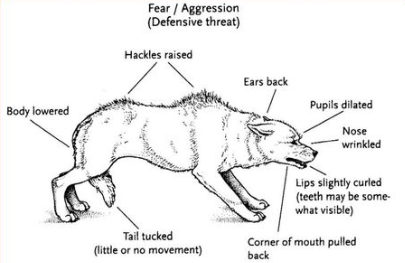 Fear / Aggression
(Defensive threat)
Hackles raised
Ears back
Pupils dilated
Body lowered
Nose
wrinkled
Lips slightly curled
(teeth may be some-
what visible)
Tail tucked
(little or no movement)
Corner of mouth pulled
back